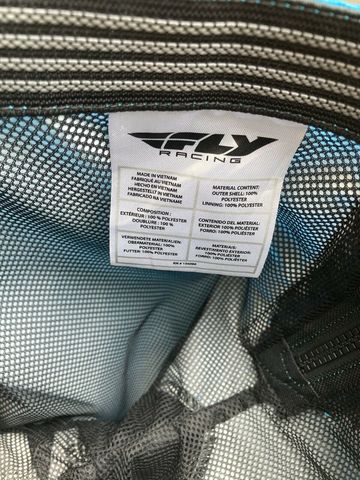 FLY
RACING
MADE IN VIETNAM
FABRIQUÉ AU VIETNAM
HECHO EN VIETNAM
HERGESTELLT IN VIETNAM
FABRICADO NA VIETNAME
MATERIAL CONTENT:
OUTER SHELL: 100%
POLYESTER
LINNING: 100% POLYESTER
COMPOSITION :
EXTÉRIEUR : 100 % POLYESTER
DOUBLURE : 100 %
POLYESTER
CONTENIDO DEL MATERIAL:
EXTERIOR 100% POLIÉSTER
FORRO: 100% POLIÉSTER
VERWENDETE MATERIALIEN:
OBERMATERIAL: 100%
POLYESTER
FUTTER: 100% POLYESTER
MATERIAIS:
REVESTIMENTO EXTERIOR:
100% POLIÉSTER
FORRO: 100% POLIÉSTER